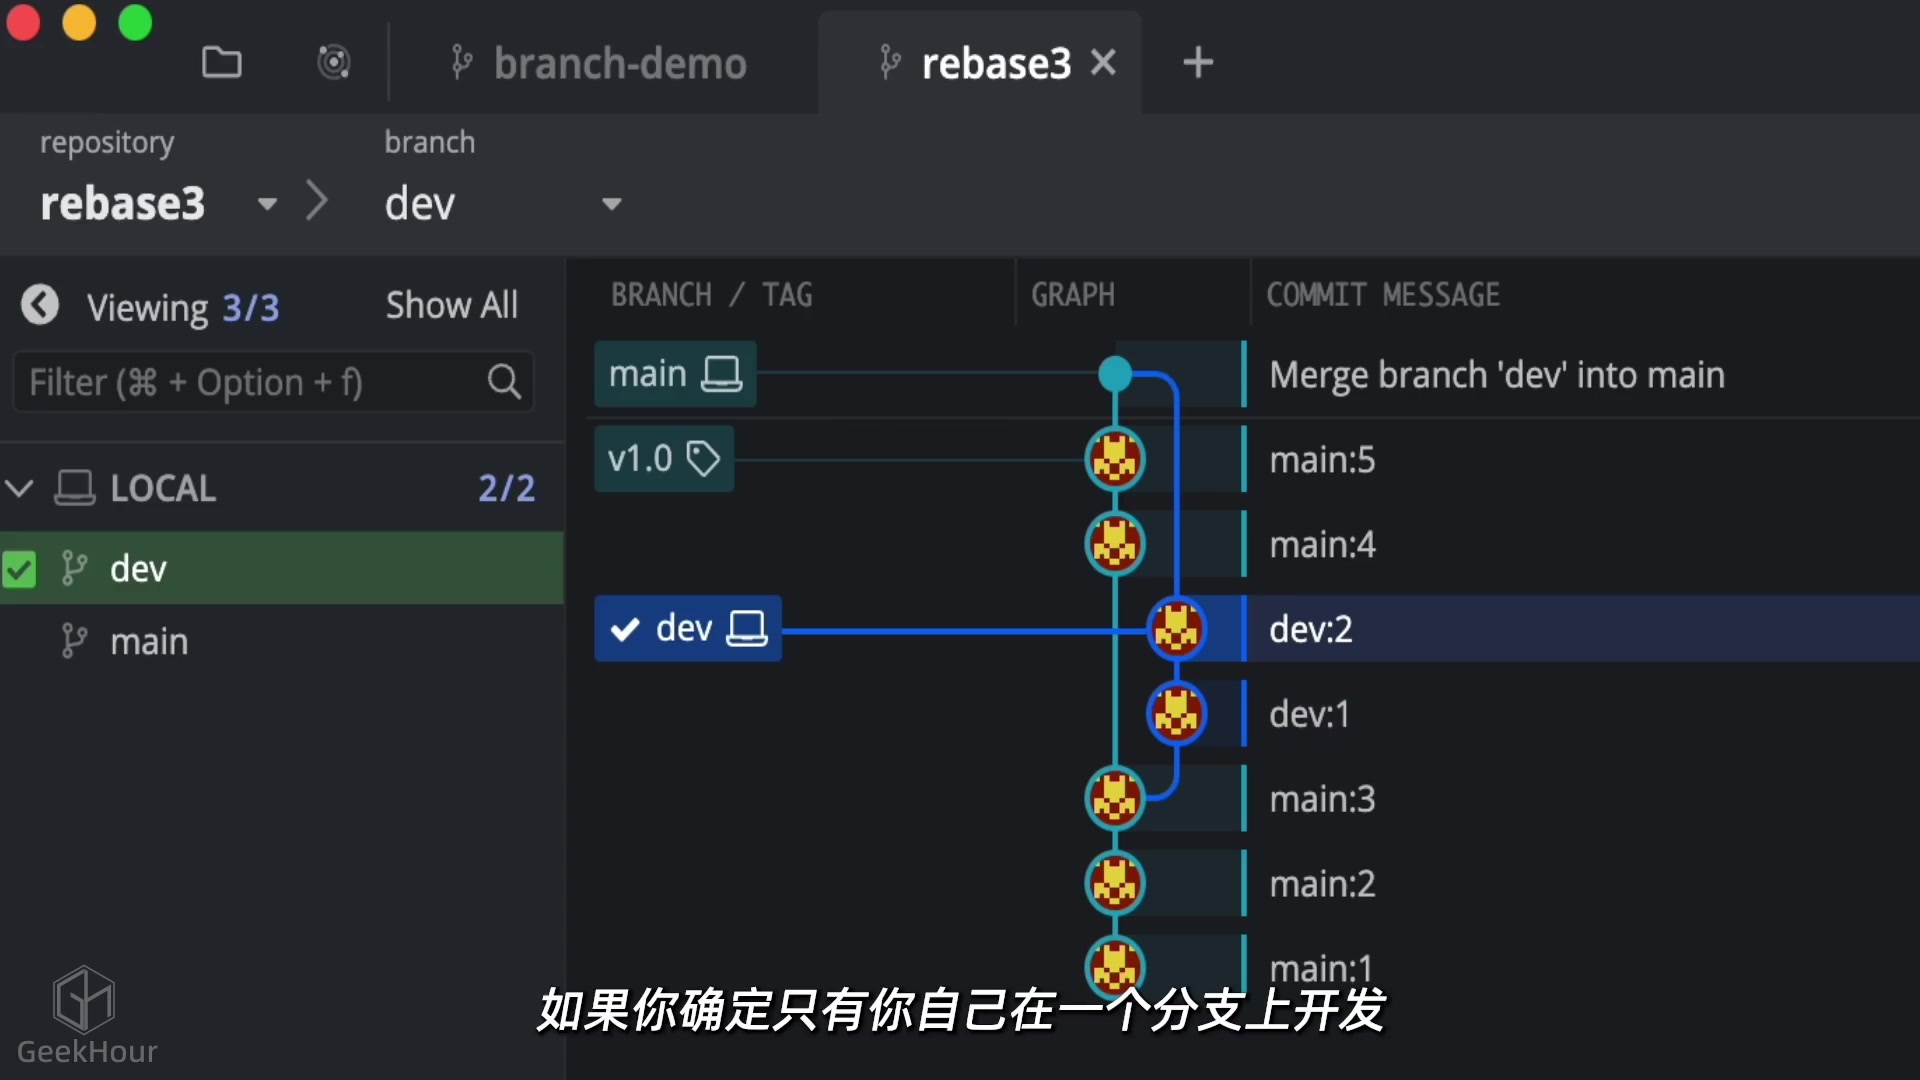 branch-demo
rebase3
repository
branch
rebase3
dev
Viewing 3/3
Show All
Filter (⌘ + Option + f)
LOCAL 2/2
dev
main
BRANCH / TAG
GRAPH
COMMIT MESSAGE
main
Merge branch 'dev' into main
v1.0
main:5
main:4
dev
dev:2
dev:1
main:3
main:2
main:1
如果你确定只有你自己在一个分支上开发
GeekHour